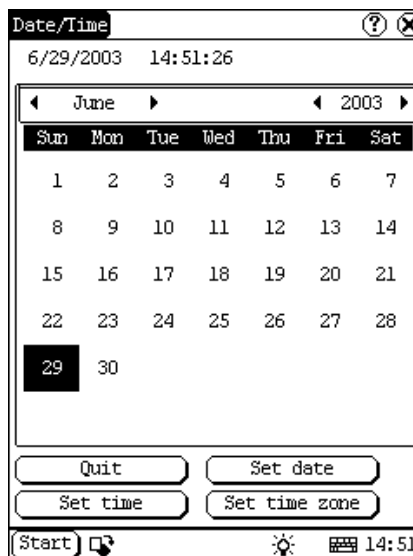 Date/Time ?
6/29/2003 14:51:26
June 2003
Sun Mon Tue Wed Thu Fri Sat
1 2 3 4 5 6 7
8 9 10 11 12 13 14
15 16 17 18 19 20 21
22 23 24 25 26 27 28
29 30
Quit Set date
Set time Set time zone
Start 14:51